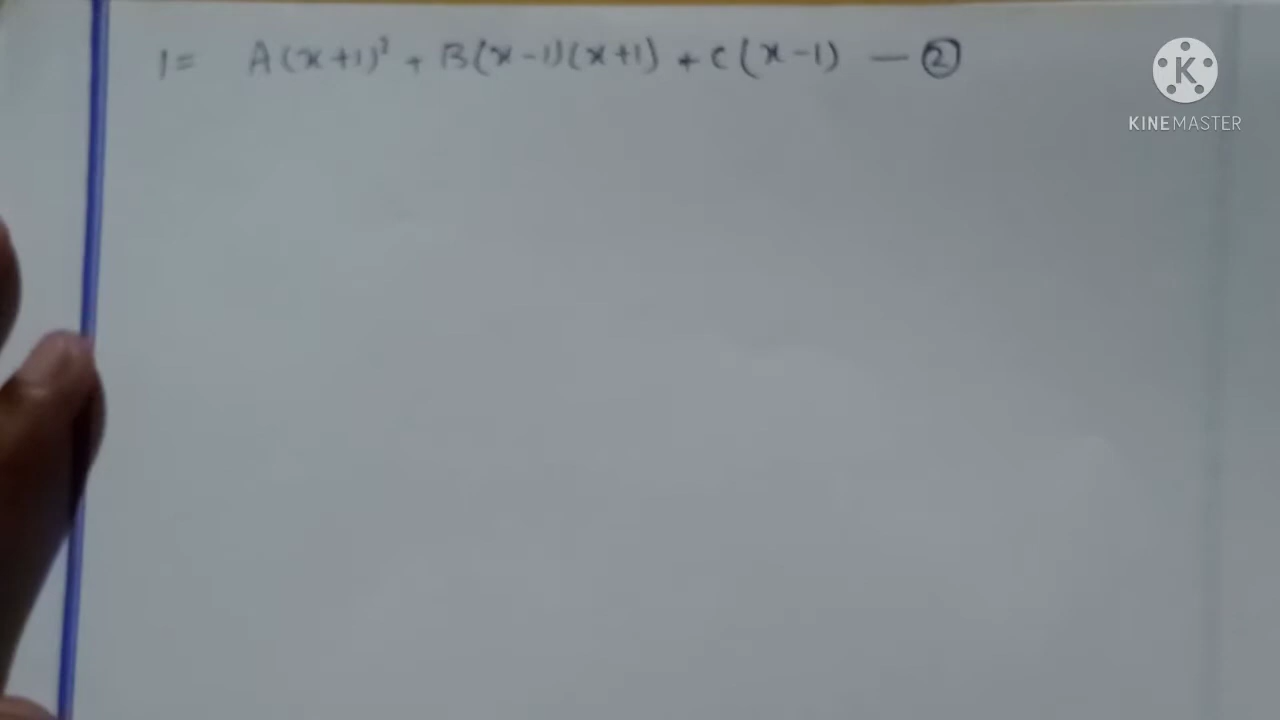 1 = A(x+1)² + B(x-1)(x+1) + C(x-1) — ②
K
KINEMASTER